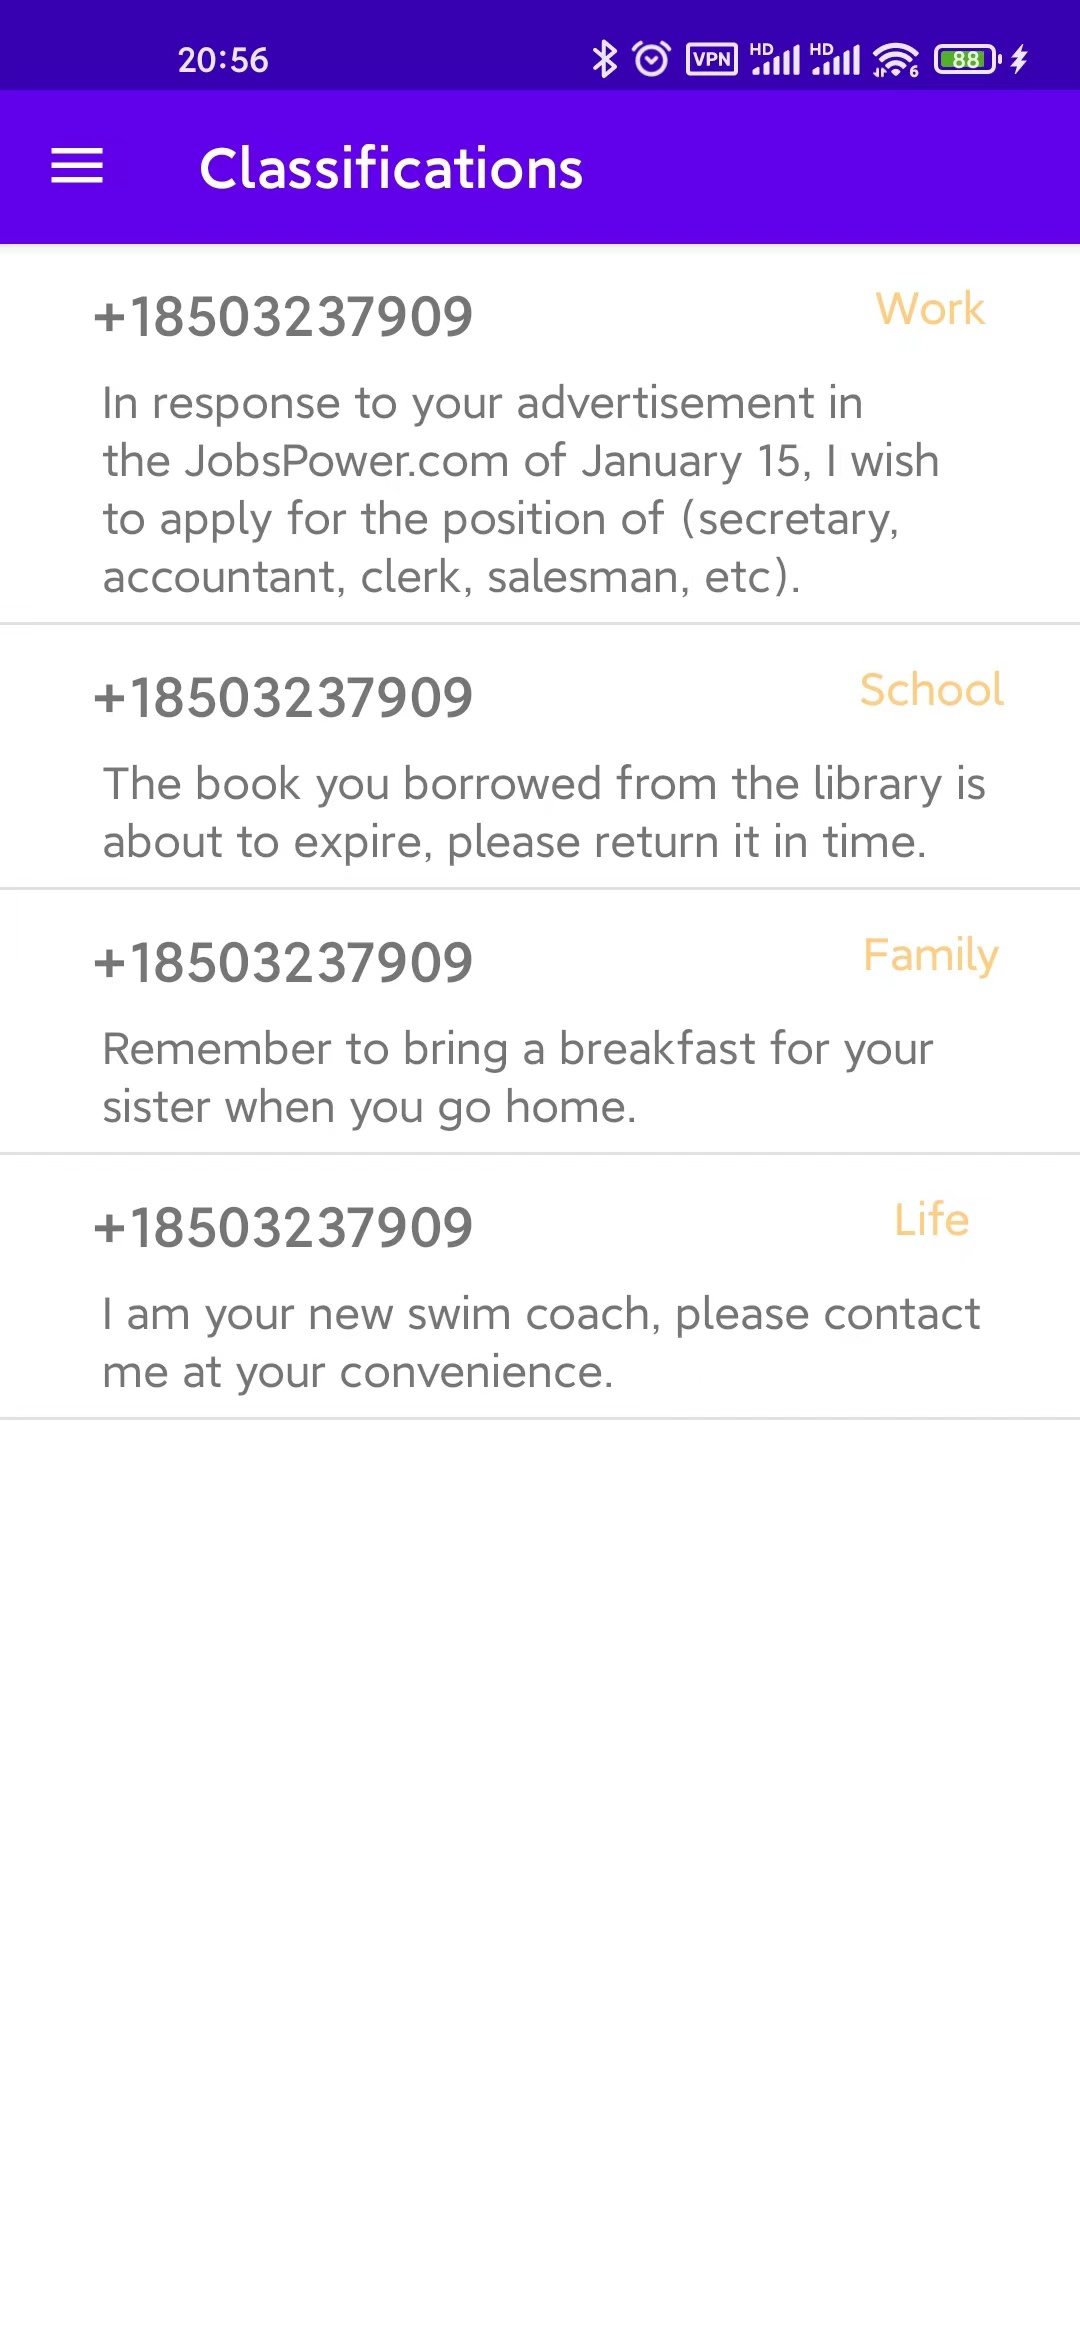 20:56
VPN HD HD 6 88
Classifications
+18503237909 Work
In response to your advertisement in
the JobsPower.com of January 15, I wish
to apply for the position of (secretary,
accountant, clerk, salesman, etc).
+18503237909 School
The book you borrowed from the library is
about to expire, please return it in time.
+18503237909 Family
Remember to bring a breakfast for your
sister when you go home.
+18503237909 Life
I am your new swim coach, please contact
me at your convenience.